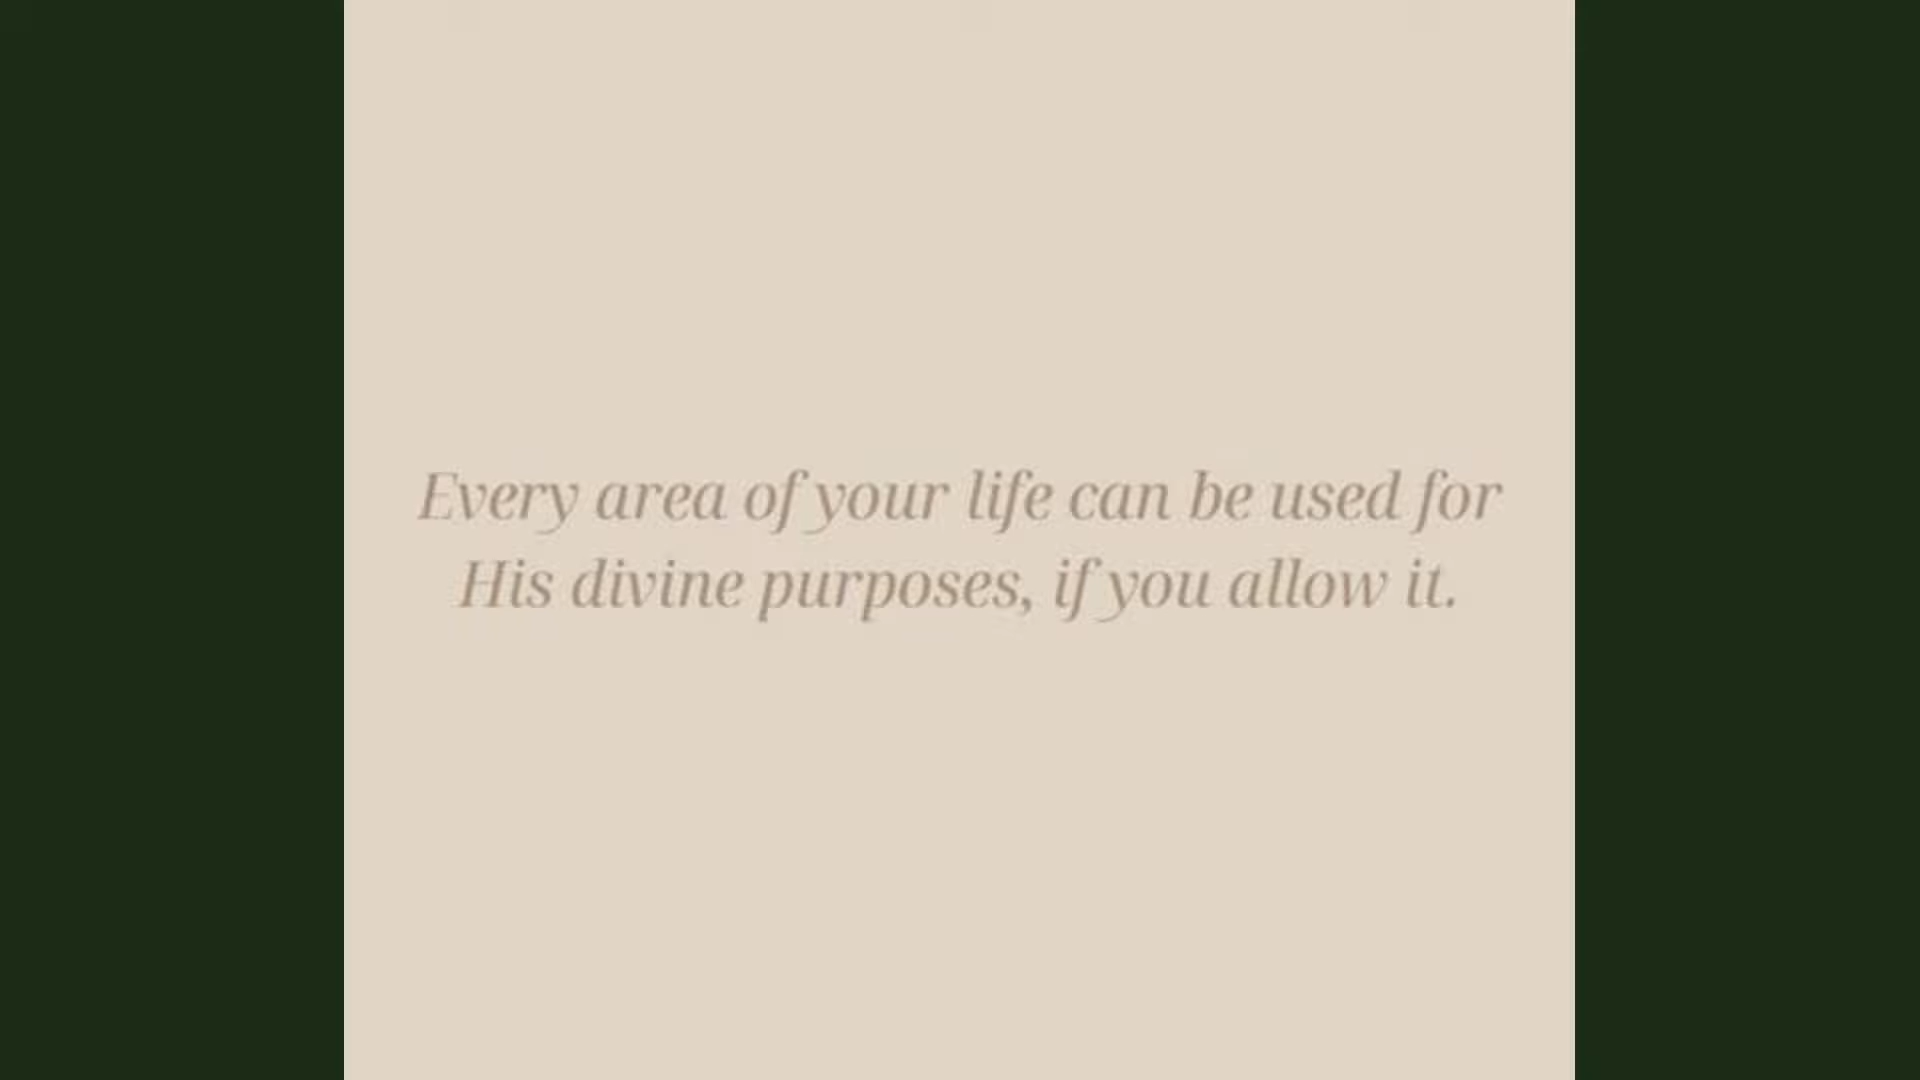 Every area of your life can be used for
His divine purposes, if you allow it.